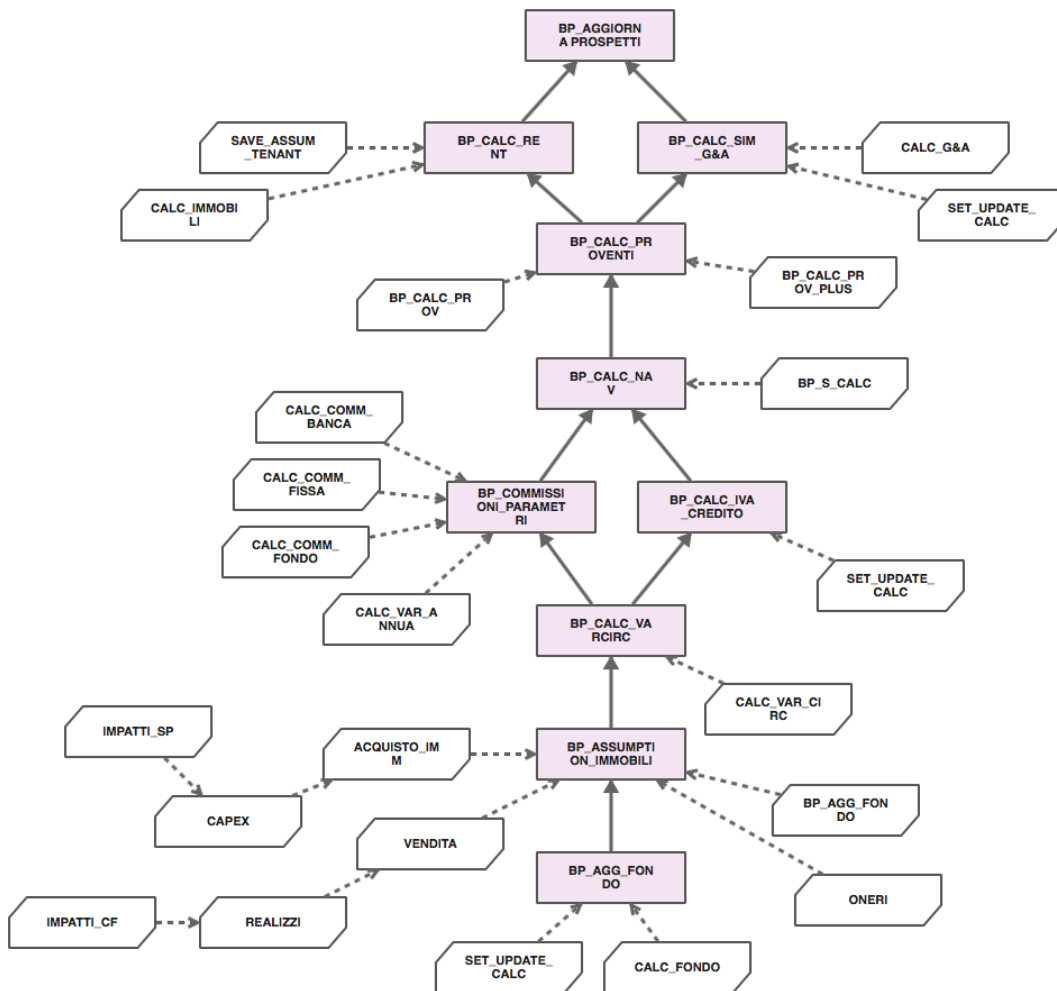 BP_AGGIORN
A PROSPETTI
SAVE_ASSUM
_TENANT
BP_CALC_RE
NT
BP_CALC_SIM
_G&A
CALC_G&A
CALC_IMMOBI
LI
SET_UPDATE_
CALC
BP_CALC_PR
OVENTI
BP_CALC_PR
OV
BP_CALC_PR
OV_PLUS
BP_CALC_NA
V
BP_S_CALC
CALC_COMM_
BANCA
CALC_COMM_
FISSA
BP_COMMISSI
ONI_PARAMET
RI
BP_CALC_IVA
_CREDITO
CALC_COMM_
FONDO
SET_UPDATE_
CALC
CALC_VAR_A
NNUA
BP_CALC_VA
RCIRC
CALC_VAR_CI
RC
IMPATTI_SP
ACQUISTO_IM
M
BP_ASSUMPTI
ON_IMMOBILI
CAPEX
BP_AGG_FON
DO
VENDITA
BP_AGG_FON
DO
ONERI
IMPATTI_CF
REALIZZI
SET_UPDATE_
CALC
CALC_FONDO